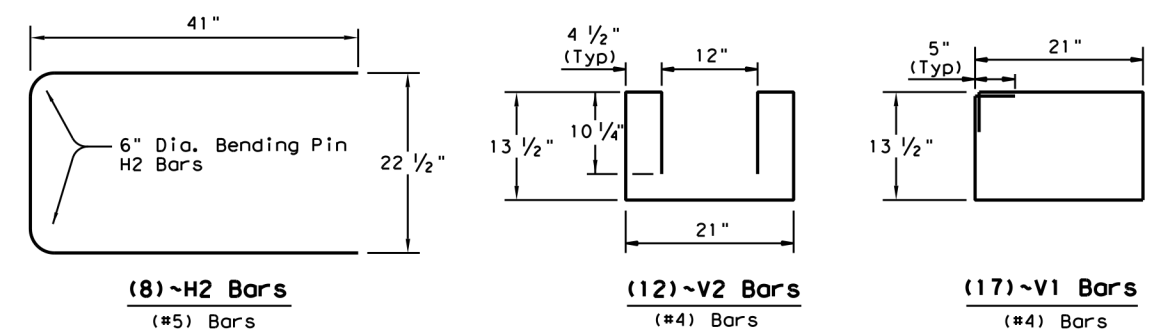 41"
6" Dia. Bending Pin
H2 Bars
22 1/2"
(8)~H2 Bars
(#5) Bars
4 1/2"
(Typ)
12"
13 1/2"
10 1/4"
21"
(12)~V2 Bars
(#4) Bars
5"
(Typ)
21"
13 1/2"
(17)~V1 Bars
(#4) Bars